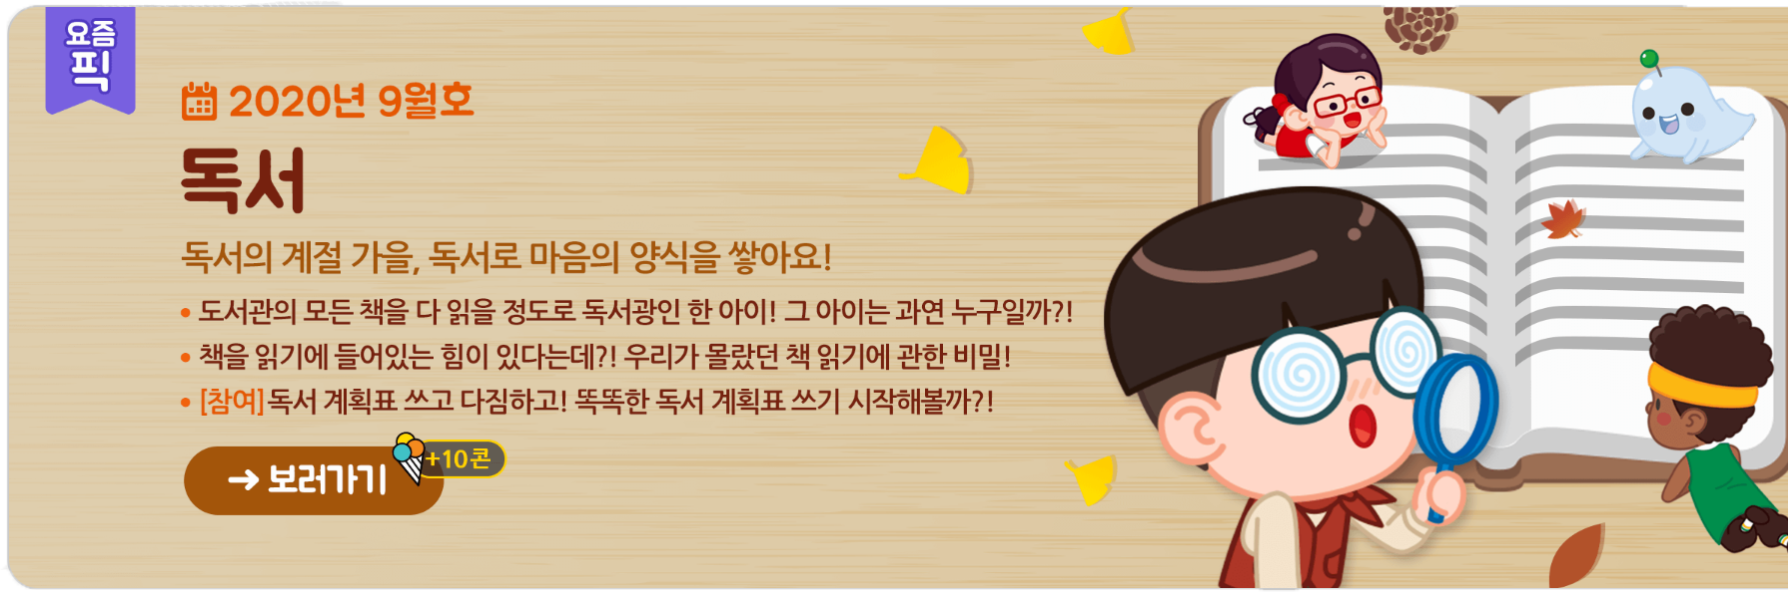 요즘
픽
2020년 9월호
독서
독서의 계절 가을, 독서로 마음의 양식을 쌓아요!
• 도서관의 모든 책을 다 읽을 정도로 독서광인 한 아이! 그 아이는 과연 누구일까?!
• 책을 읽기에 들어있는 힘이 있다는데?! 우리가 몰랐던 책 읽기에 관한 비밀!
• [참여]독서 계획표 쓰고 다짐하고! 똑똑한 독서 계획표 쓰기 시작해볼까?!
→ 보러가기 +10콘